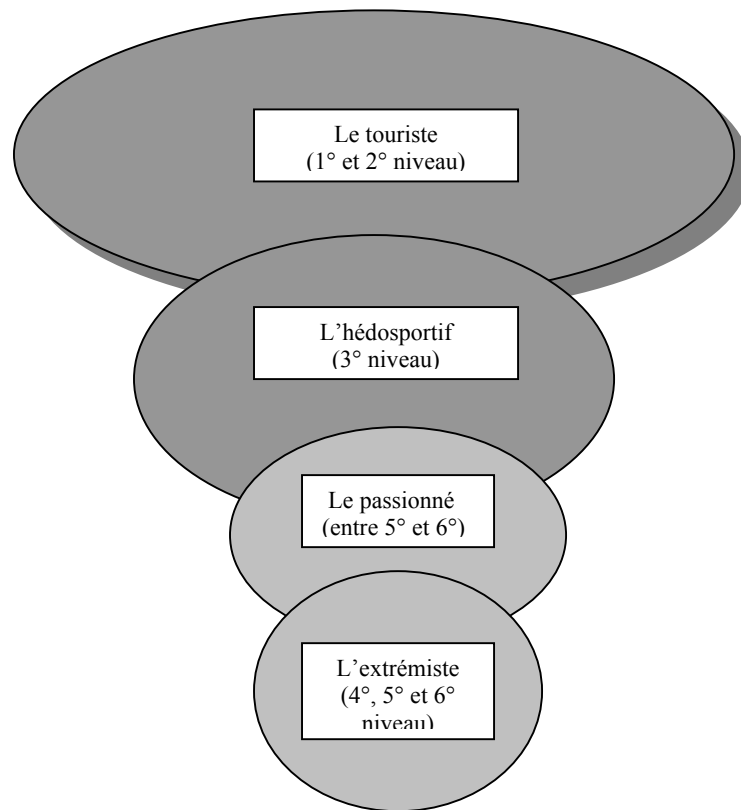 Le touriste
(1° et 2° niveau)
L’hédosportif
(3° niveau)
Le passionné
(entre 5° et 6°)
L’extrémiste
(4°, 5° et 6°
niveau)